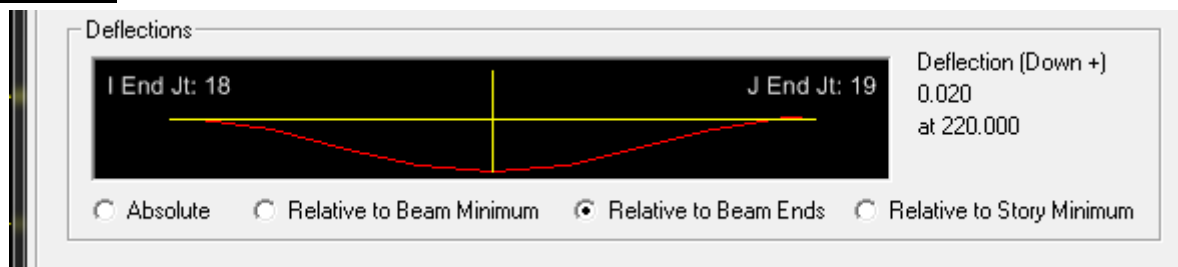 Deflections
I End Jt: 18
J End Jt: 19
Deflection (Down +)
0.020
at 220.000
Absolute
Relative to Beam Minimum
Relative to Beam Ends
Relative to Story Minimum